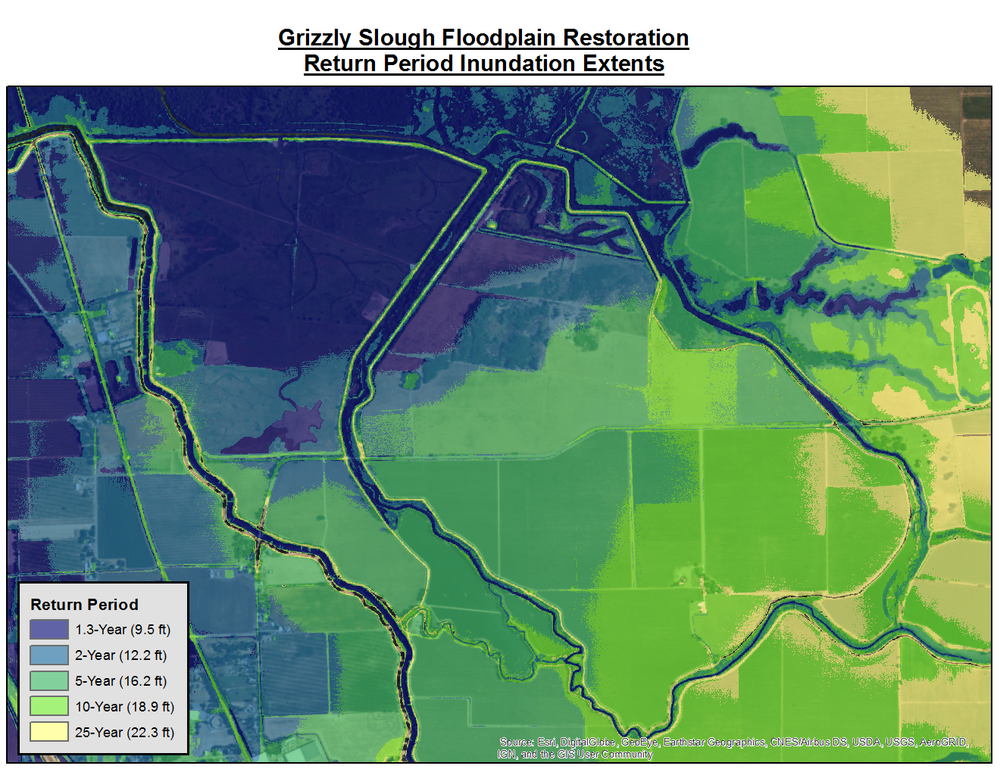 Grizzly Slough Floodplain Restoration
Return Period Inundation Extents
Return Period
1.3-Year (9.5 ft)
2-Year (12.2 ft)
5-Year (16.2 ft)
10-Year (18.9 ft)
25-Year (22.3 ft)
Source: Esri, DigitalGlobe, GeoEye, Earthstar Geographics, CNES/Airbus DS, USDA, USGS, AeroGRID,
IGN, and the GIS User Community